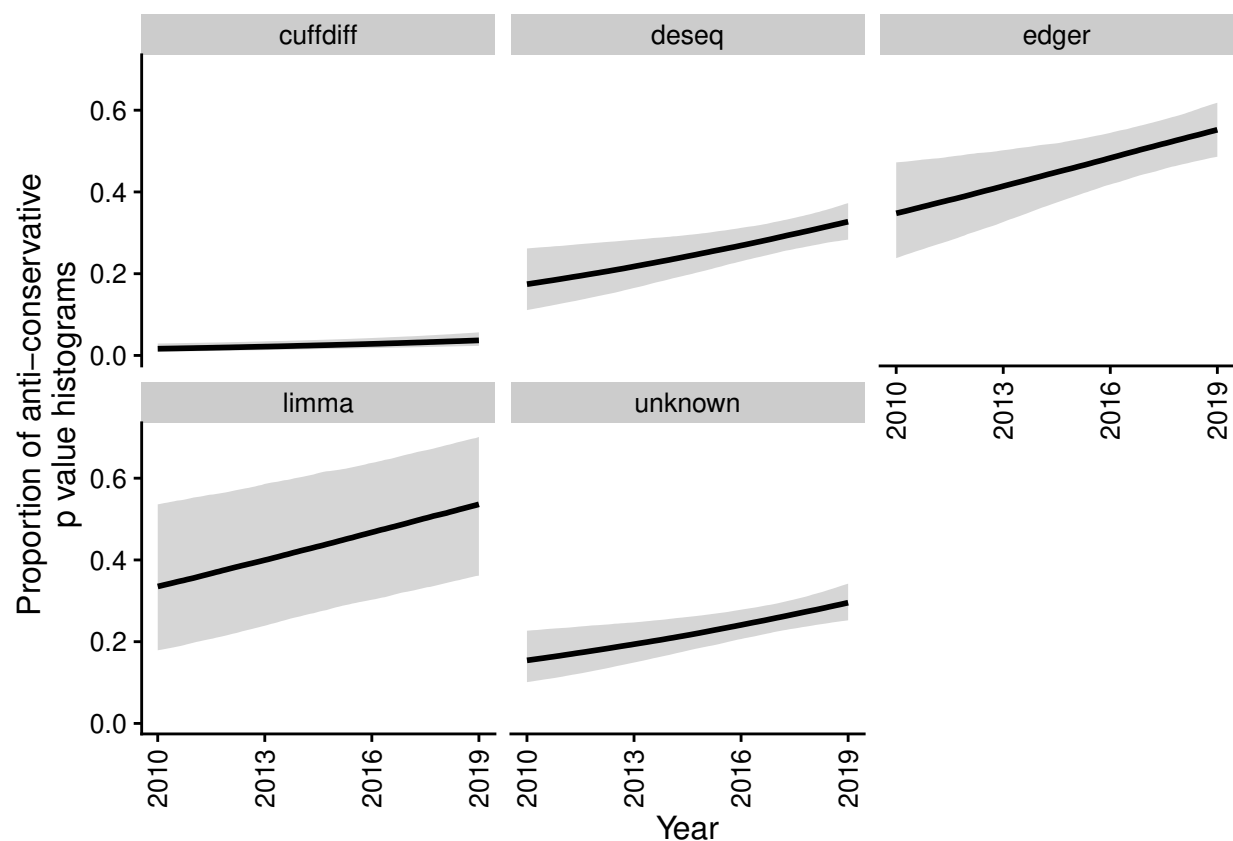 cuffdiff
deseq
edger
Proportion of anti−conservative
p value histograms
0.6
0.4
0.2
0.0
2010
2013
2016
2019
limma
unknown
0.6
0.4
0.2
0.0
2010
2013
2016
2019
2010
2013
2016
2019
Year